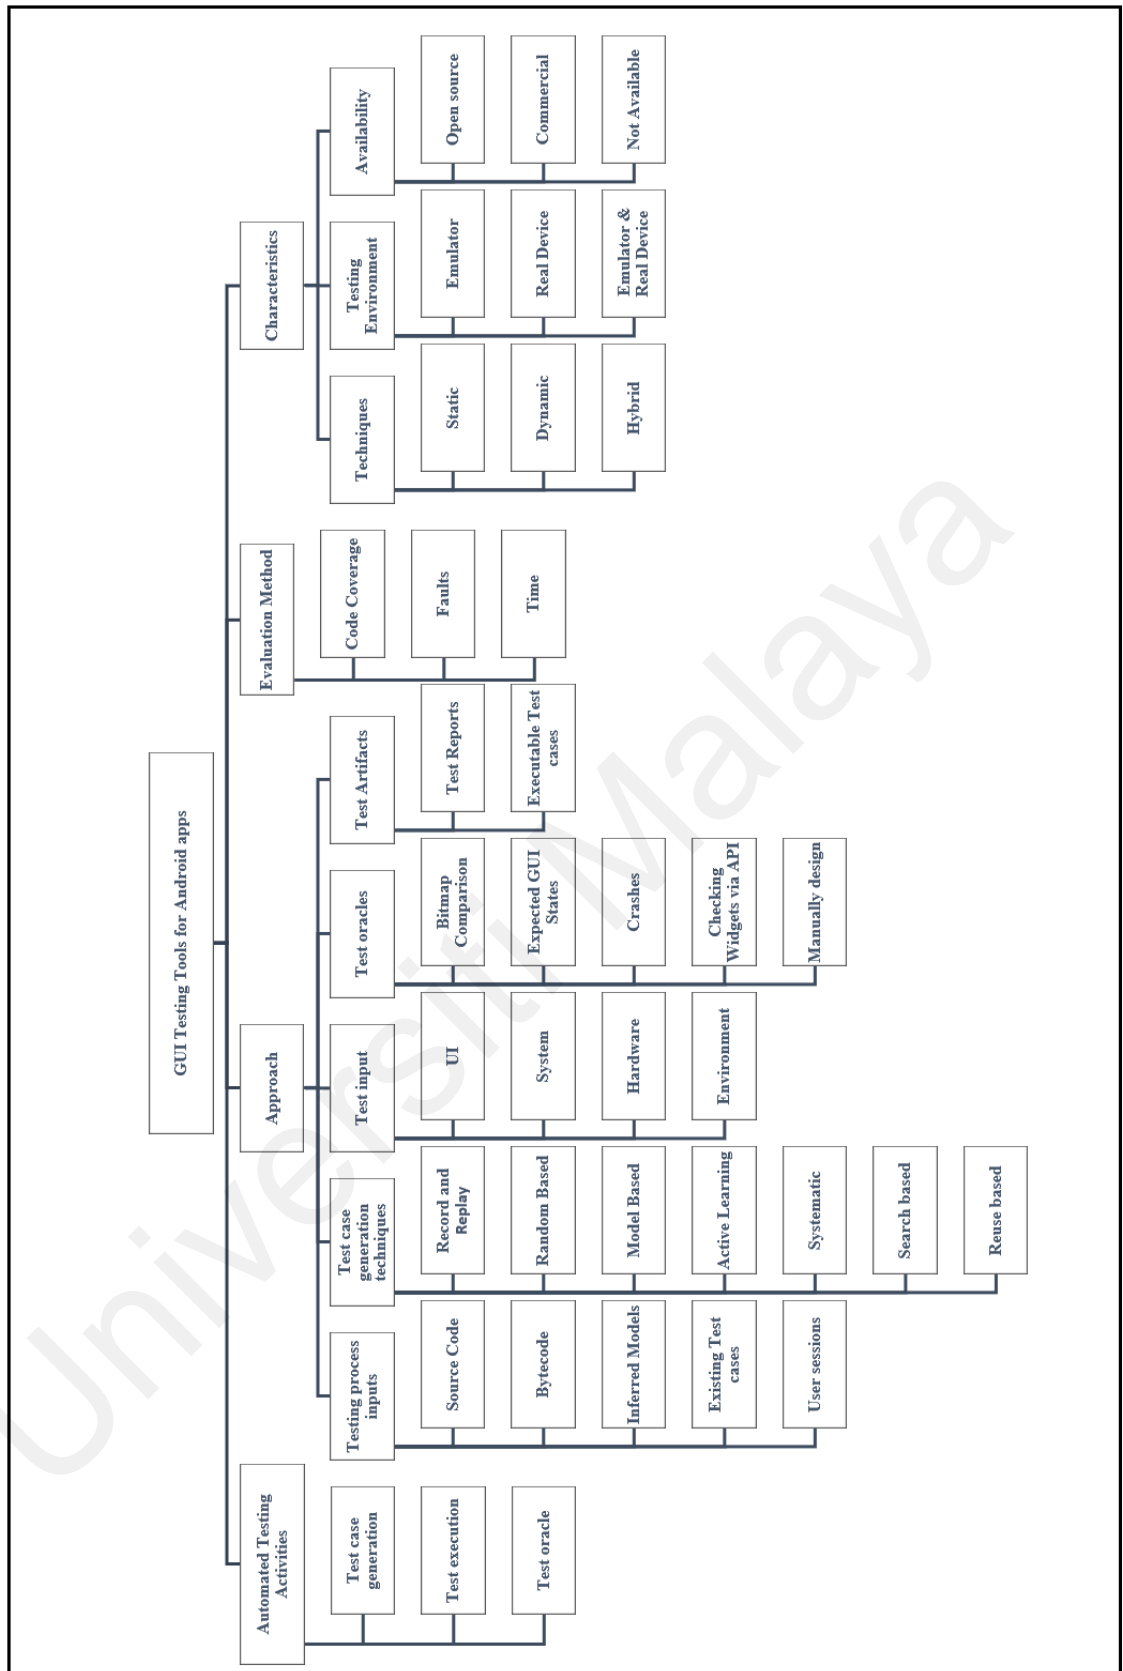 GUI Testing Tools for Android apps
Automated Testing
Activities
Test case
generation
Test execution
Test oracle
Approach
Testing process
inputs
Source Code
Bytecode
Inferred Models
Existing Test
cases
User sessions
Test case
generation
techniques
Record and
Replay
Random Based
Model Based
Active Learning
Systematic
Search based
Reuse based
Test input
UI
System
Hardware
Environment
Test oracles
Bitmap
Comparison
Expected GUI
States
Crashes
Checking
Widgets via API
Manually design
Test Artifacts
Test Reports
Executable Test
cases
Evaluation Method
Code Coverage
Faults
Time
Characteristics
Techniques
Static
Dynamic
Hybrid
Testing
Environment
Emulator
Real Device
Emulator &
Real Device
Availability
Open source
Commercial
Not Available
Universiti Malaya